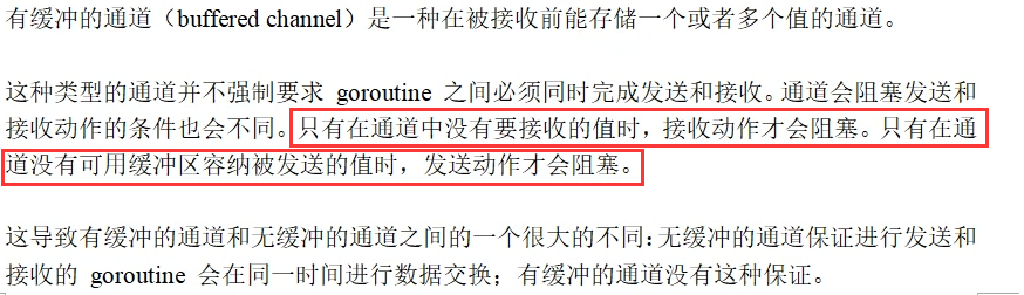 有缓冲的通道（buffered channel）是一种在被接收前能存储一个或者多个值的通道。
这种类型的通道并不强制要求 goroutine 之间必须同时完成发送和接收。通道会阻塞发送和
接收动作的条件也会不同。只有在通道中没有要接收的值时，接收动作才会阻塞。只有在通
道没有可用缓冲区容纳被发送的值时，发送动作才会阻塞。
这导致有缓冲的通道和无缓冲的通道之间的一个很大的不同：无缓冲的通道保证进行发送和
接收的 goroutine 会在同一时间进行数据交换；有缓冲的通道没有这种保证。